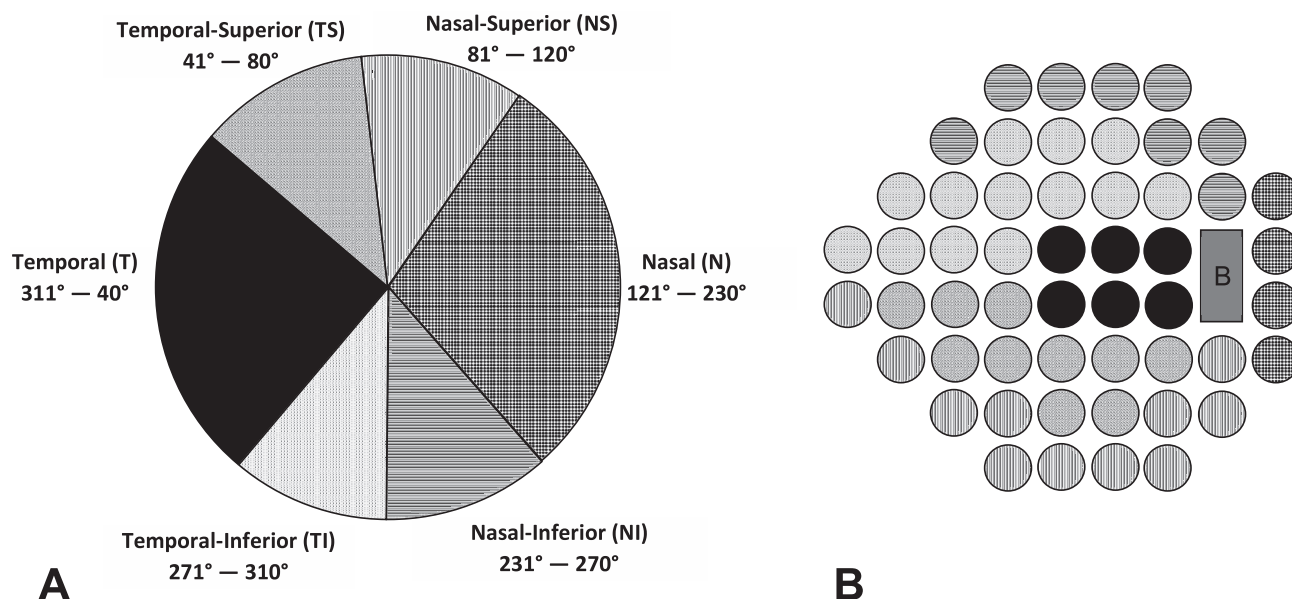 Temporal-Superior (TS)
41° — 80°
Nasal-Superior (NS)
81° — 120°
Temporal (T)
311° — 40°
Nasal (N)
121° — 230°
Temporal-Inferior (TI)
271° — 310°
Nasal-Inferior (NI)
231° — 270°
A
B
B